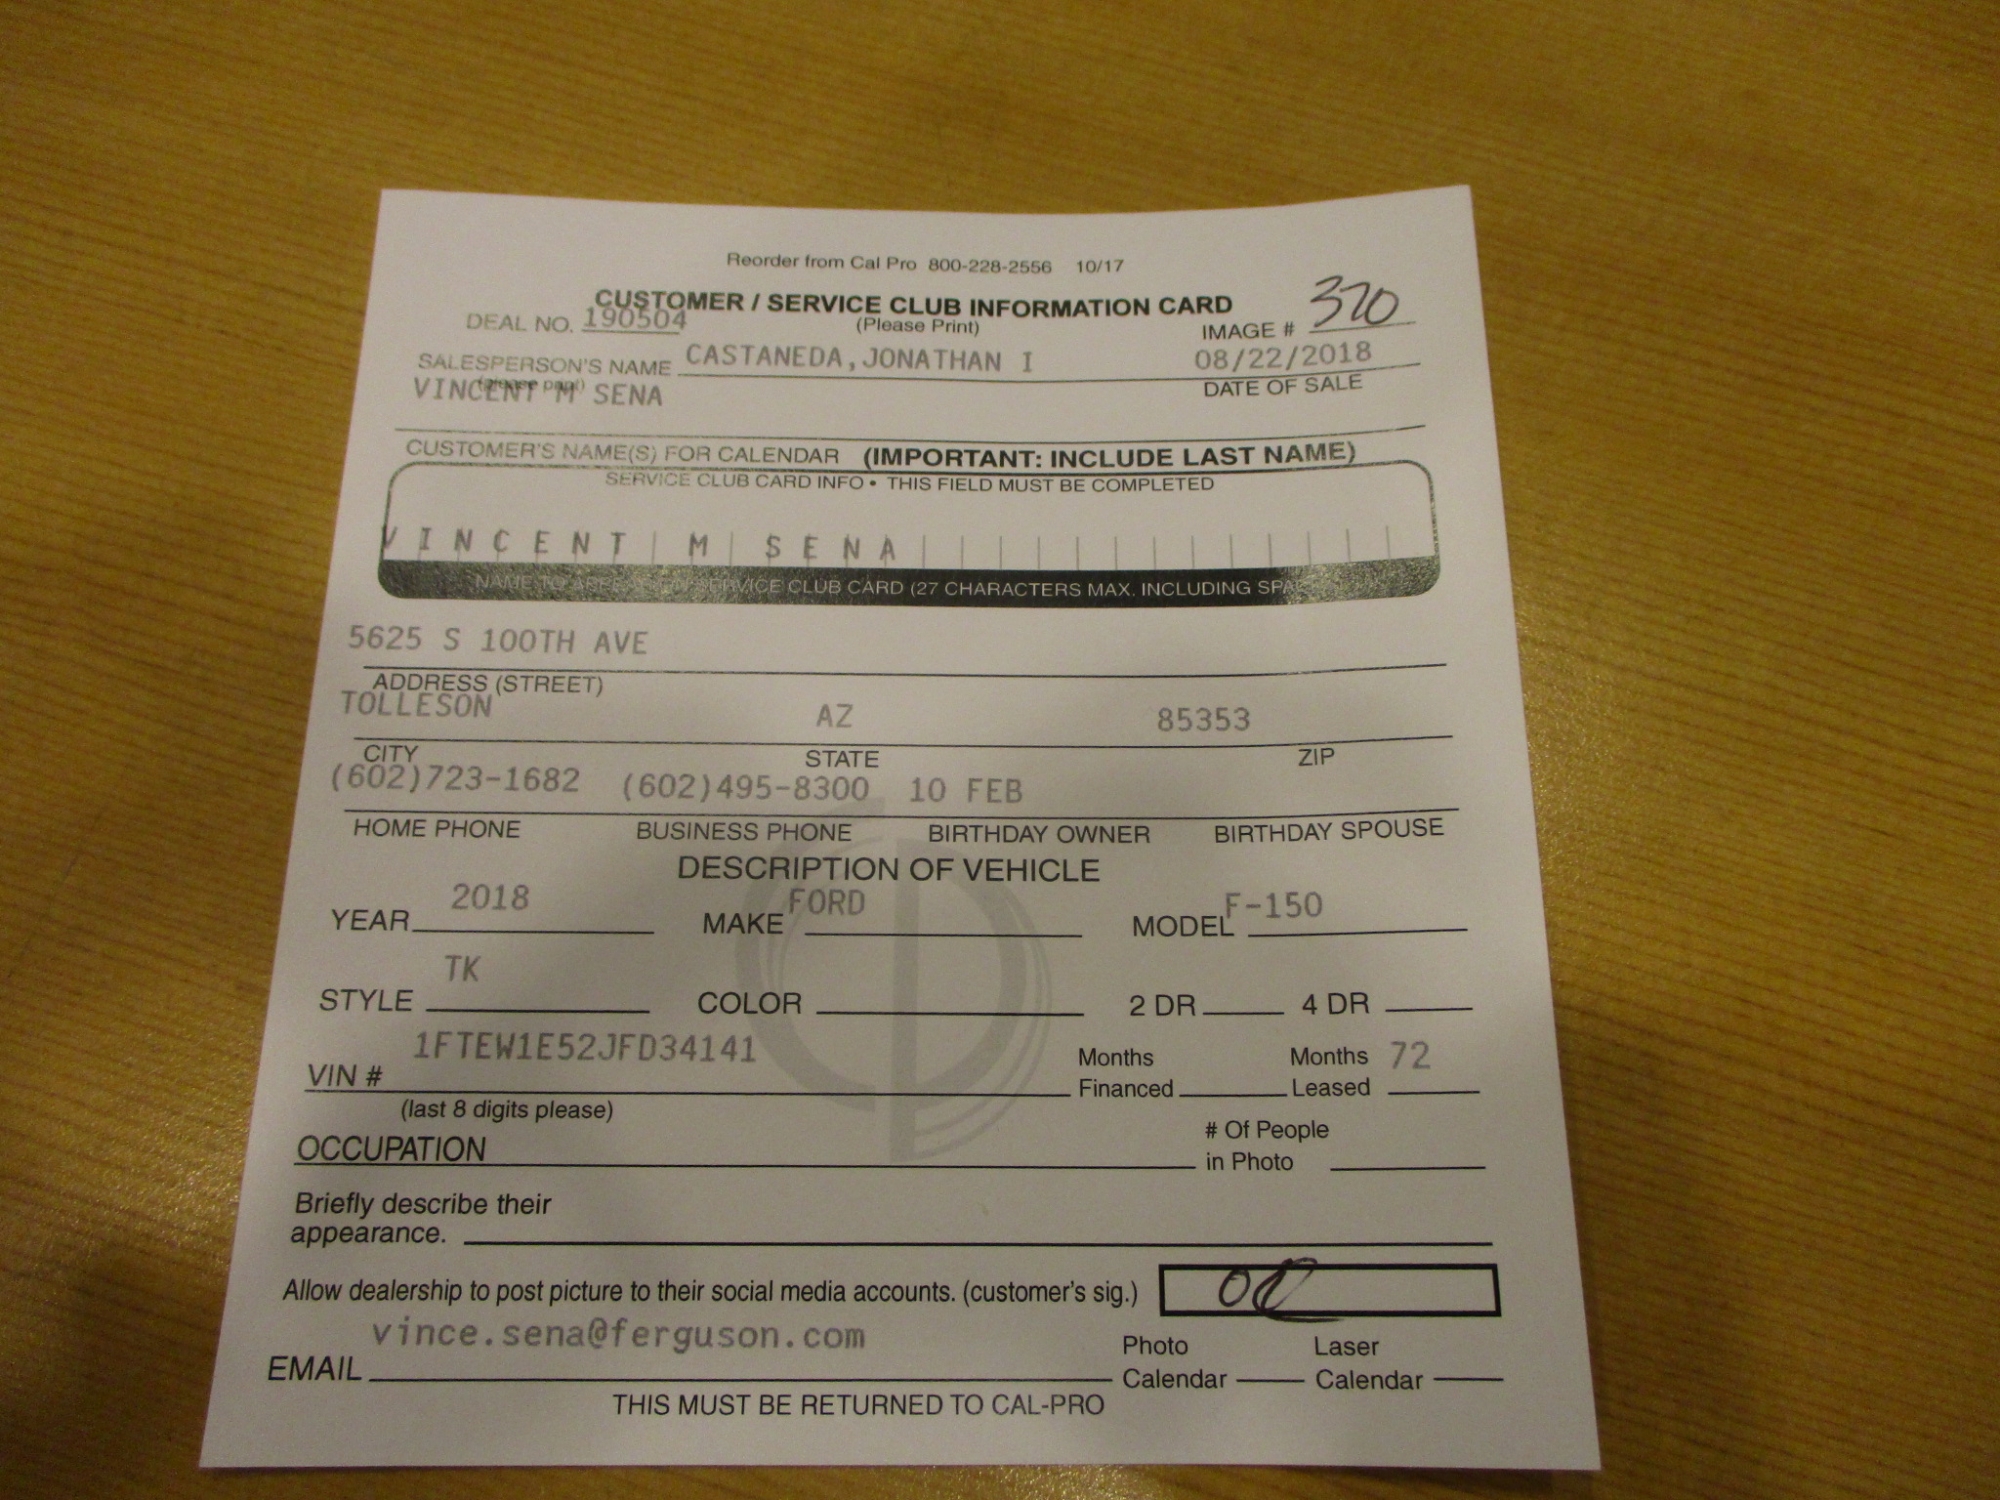 Reorder from Cal Pro 800-228-2556 10/17
CUSTOMER / SERVICE CLUB INFORMATION CARD
DEAL NO. 190504 (Please Print) IMAGE # 370
SALESPERSON'S NAME CASTANEDA,JONATHAN I 08/22/2018
(please print) DATE OF SALE
VINCENT M SENA
CUSTOMER'S NAME(S) FOR CALENDAR (IMPORTANT: INCLUDE LAST NAME)
SERVICE CLUB CARD INFO • THIS FIELD MUST BE COMPLETED
VINCENT M SENA
NAME TO APPEAR ON SERVICE CLUB CARD (27 CHARACTERS MAX. INCLUDING
5625 S 100TH AVE
ADDRESS (STREET)
TOLLESON AZ 85353
CITY STATE ZIP
(602)723-1682 (602)495-8300 10 FEB
HOME PHONE BUSINESS PHONE BIRTHDAY OWNER BIRTHDAY SPOUSE
DESCRIPTION OF VEHICLE
YEAR 2018 MAKE FORD MODEL F-150
STYLE TK COLOR 2 DR 4 DR
VIN # 1FTEW1E52JFD34141 Months Financed Months Leased 72
(last 8 digits please)
OCCUPATION # Of People in Photo
Briefly describe their
appearance.
Allow dealership to post picture to their social media accounts. (customer's sig.)
EMAIL vince.sena@ferguson.com Photo Calendar Laser Calendar
THIS MUST BE RETURNED TO CAL-PRO